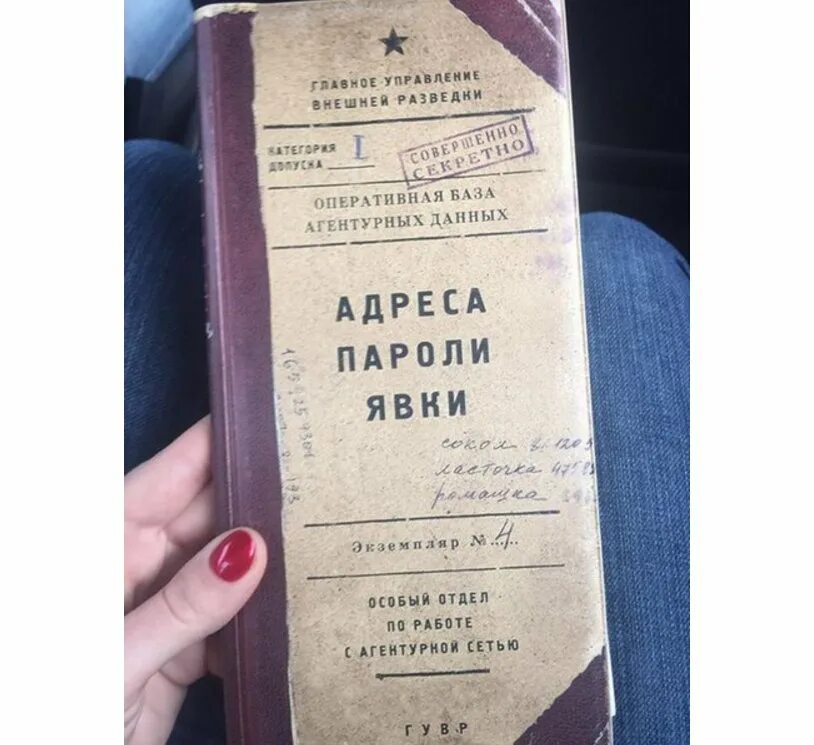 ГЛАВНОЕ УПРАВЛЕНИЕ
ВНЕШНЕЙ РАЗВЕДКИ
КАТЕГОРИЯ
ДОПУСКА I
СОВЕРШЕННО
СЕКРЕТНО
ОПЕРАТИВНАЯ БАЗА
АГЕНТУРНЫХ ДАННЫХ
АДРЕСА
ПАРОЛИ
ЯВКИ
сокол
ласточка
ромашка
Экземпляр № 4
ОСОБЫЙ ОТДЕЛ
ПО РАБОТЕ
С АГЕНТУРНОЙ СЕТЬЮ
ГУВР